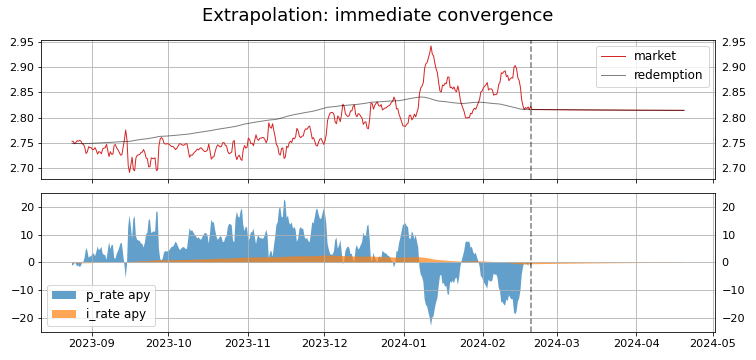 Extrapolation: immediate convergence
2.95 2.95
market
2.90 2.90
redemption
2.85 2.85
2.80 2.80
2.75 2.75
2.70 2.70
20 20
10 10
0 0
−10 −10
p_rate apy
i_rate apy
−20 −20
2023-09 2023-10 2023-11 2023-12 2024-01 2024-02 2024-03 2024-04 2024-05